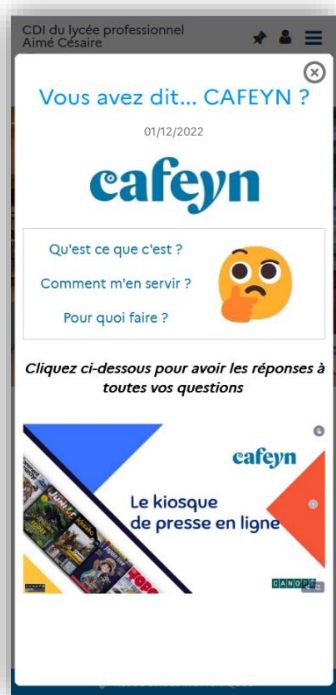 CDI du lycée professionnel
Aimé Césaire
Vous avez dit... CAFEYN ?
01/12/2022
cafeyn
Qu'est ce que c'est ?
Comment m'en servir ?
Pour quoi faire ?
Cliquez ci-dessous pour avoir les réponses à
toutes vos questions
cafeyn
Le kiosque
de presse en ligne